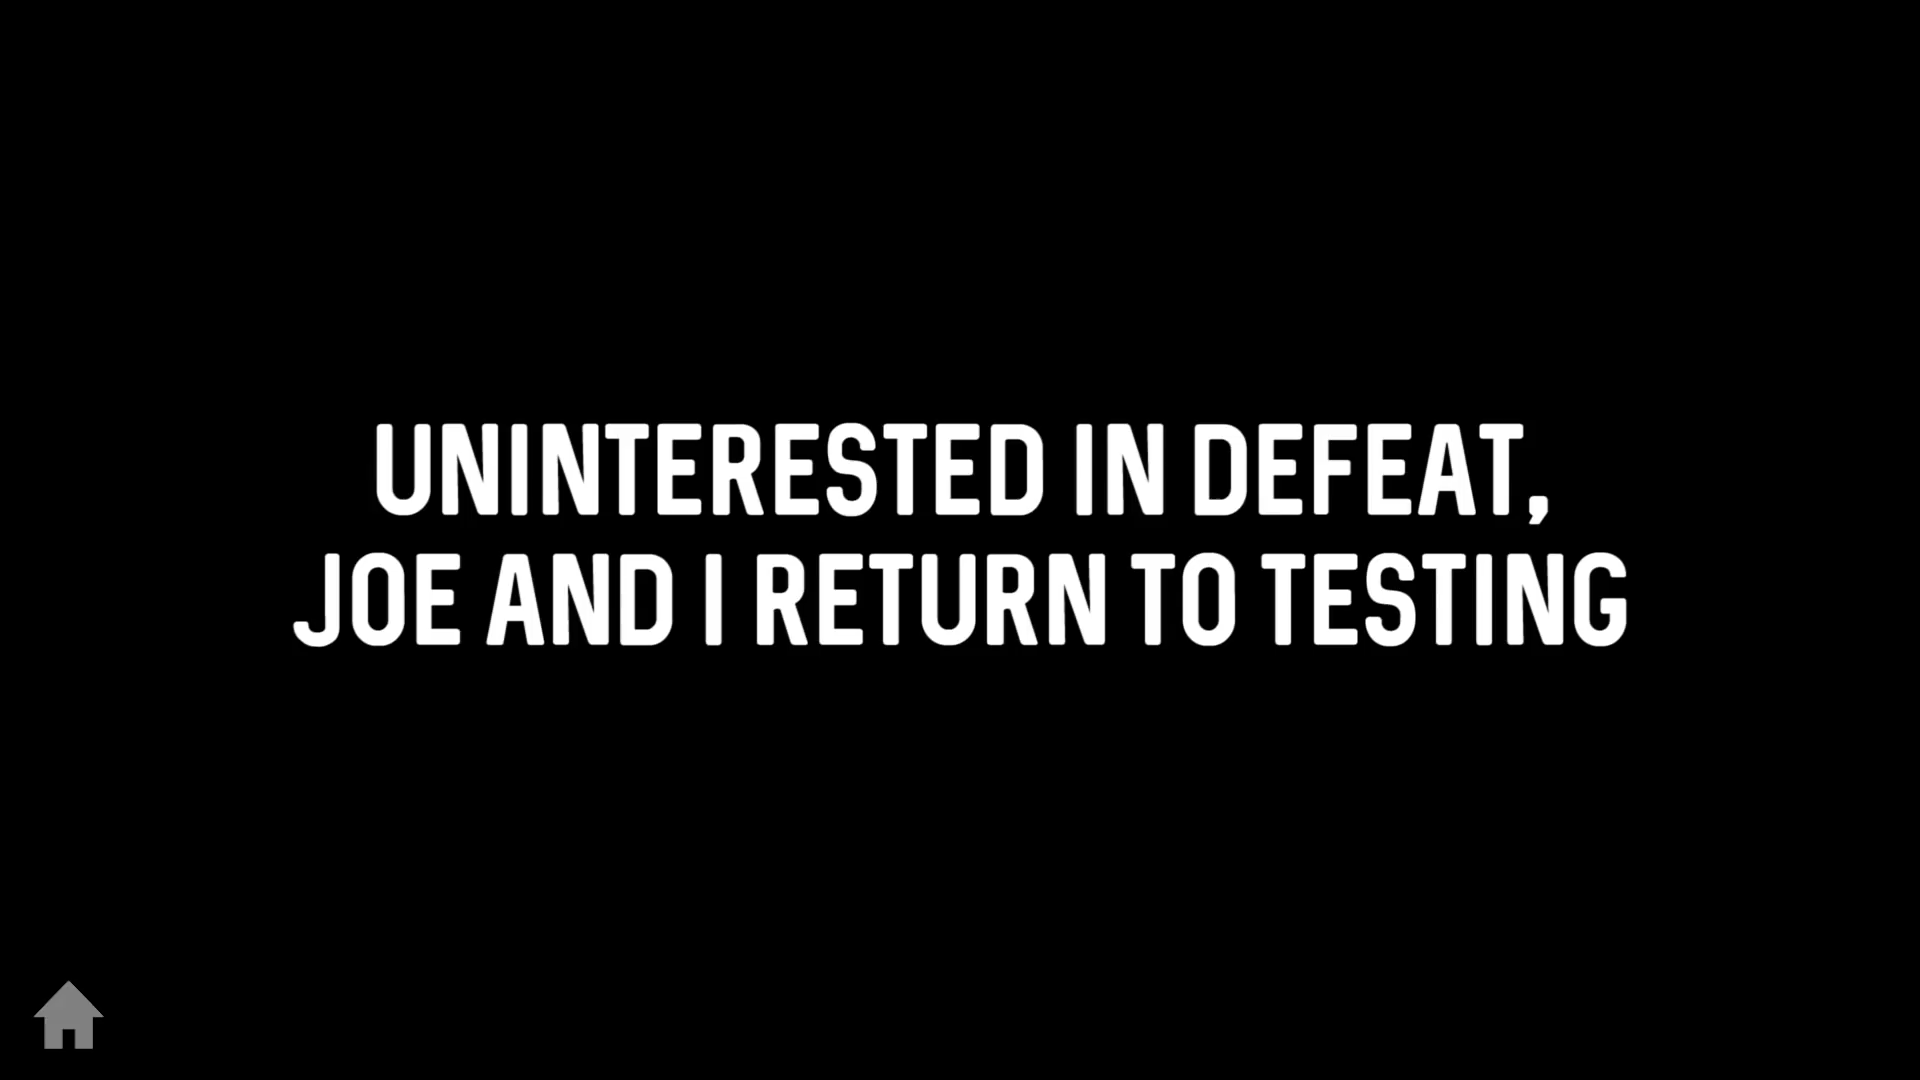 UNINTERESTED IN DEFEAT,
JOE AND I RETURN TO TESTING